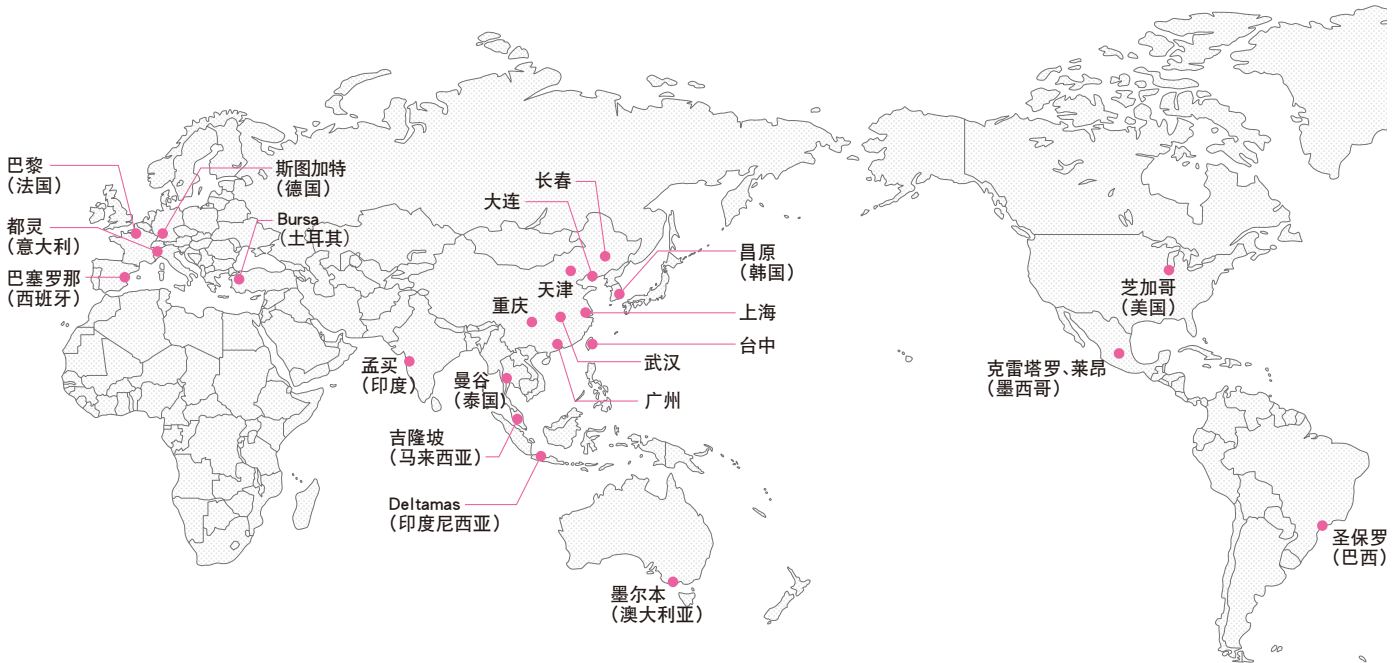 巴黎
（法国）
斯图加特
（德国）
都灵
（意大利）
Bursa
（土耳其）
巴塞罗那
（西班牙）
长春
大连
昌原
（韩国）
天津
重庆
上海
台中
武汉
广州
孟买
（印度）
曼谷
（泰国）
吉隆坡
（马来西亚）
Deltamas
（印度尼西亚）
墨尔本
（澳大利亚）
芝加哥
（美国）
克雷塔罗、莱昂
（墨西哥）
圣保罗
（巴西）